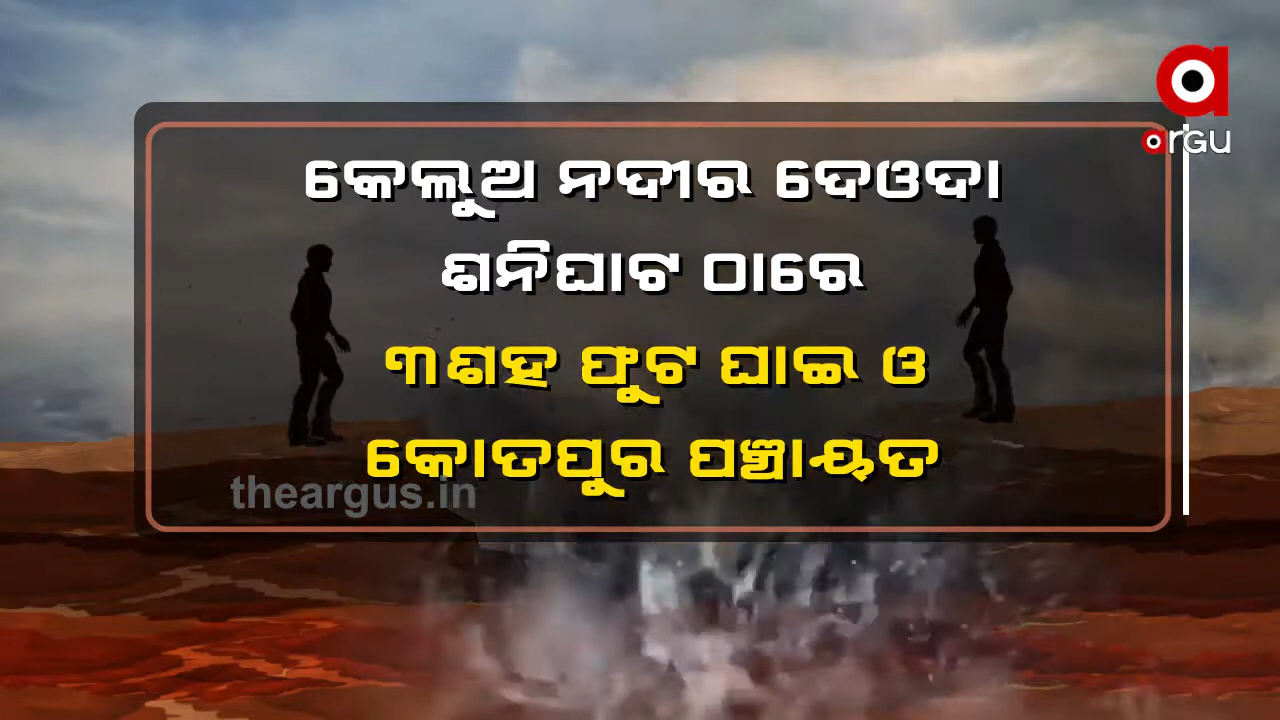 କେଲୁଅ ନଦୀର ଦେଓଦା
ଶନିଘାଟ ଠାରେ
୩ଶହ ଫୁଟ ଘାଇ ଓ
କୋତପୁର ପଞ୍ଚାୟତ
theargus.in
argu